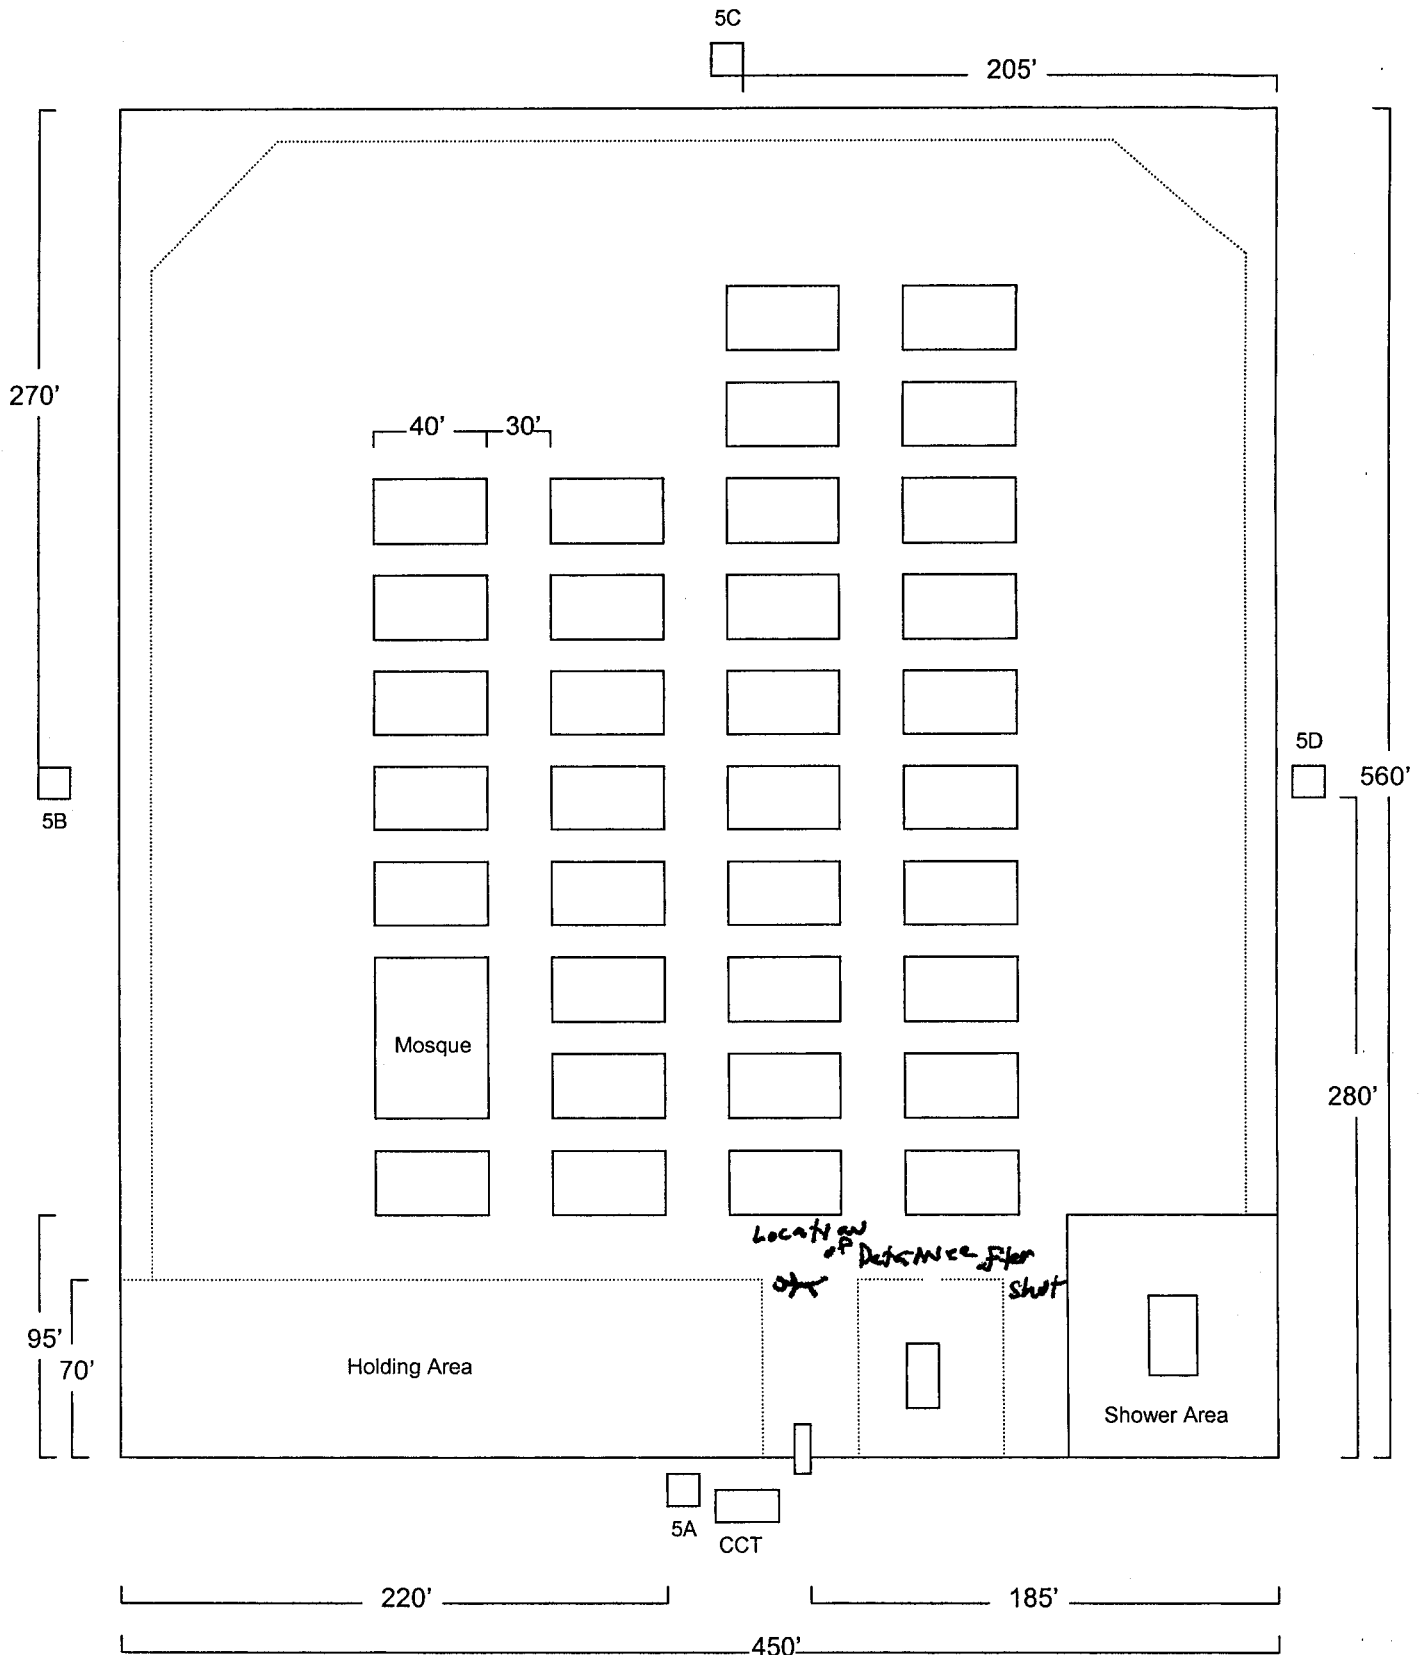 5C
205'
270'
40' 30'
5D
560'
5B
Mosque
280'
Location
of Detainee After
Shot
95'
70'
Holding Area
Shower Area
5A
CCT
220' 185'
450'